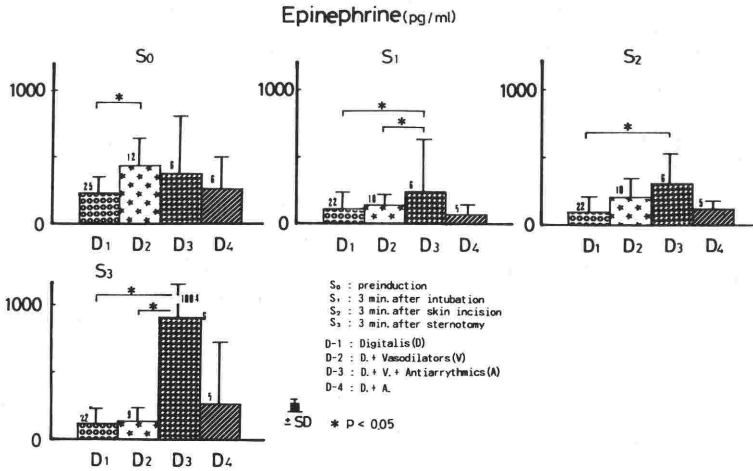 Epinephrine (pg/ml)
S0
1000
0
*
25
12
6
6
D1 D2 D3 D4
S1
1000
0
*
*
22
10
6
5
D1 D2 D3 D4
S2
1000
0
*
22
10
6
5
D1 D2 D3 D4
S3
1000
0
*
*
22
9
5
D1 D2 D3 D4
S0 : preinduction
S1 : 3 min. after intubation
S2 : 3 min. after skin incision
S3 : 3 min. after sternotomy
D-1 : Digitalis (D)
D-2 : D. + Vasodilators (V)
D-3 : D. + V. + Antiarrythmics (A)
D-4 : D. + A.
± SD * P < 0.05